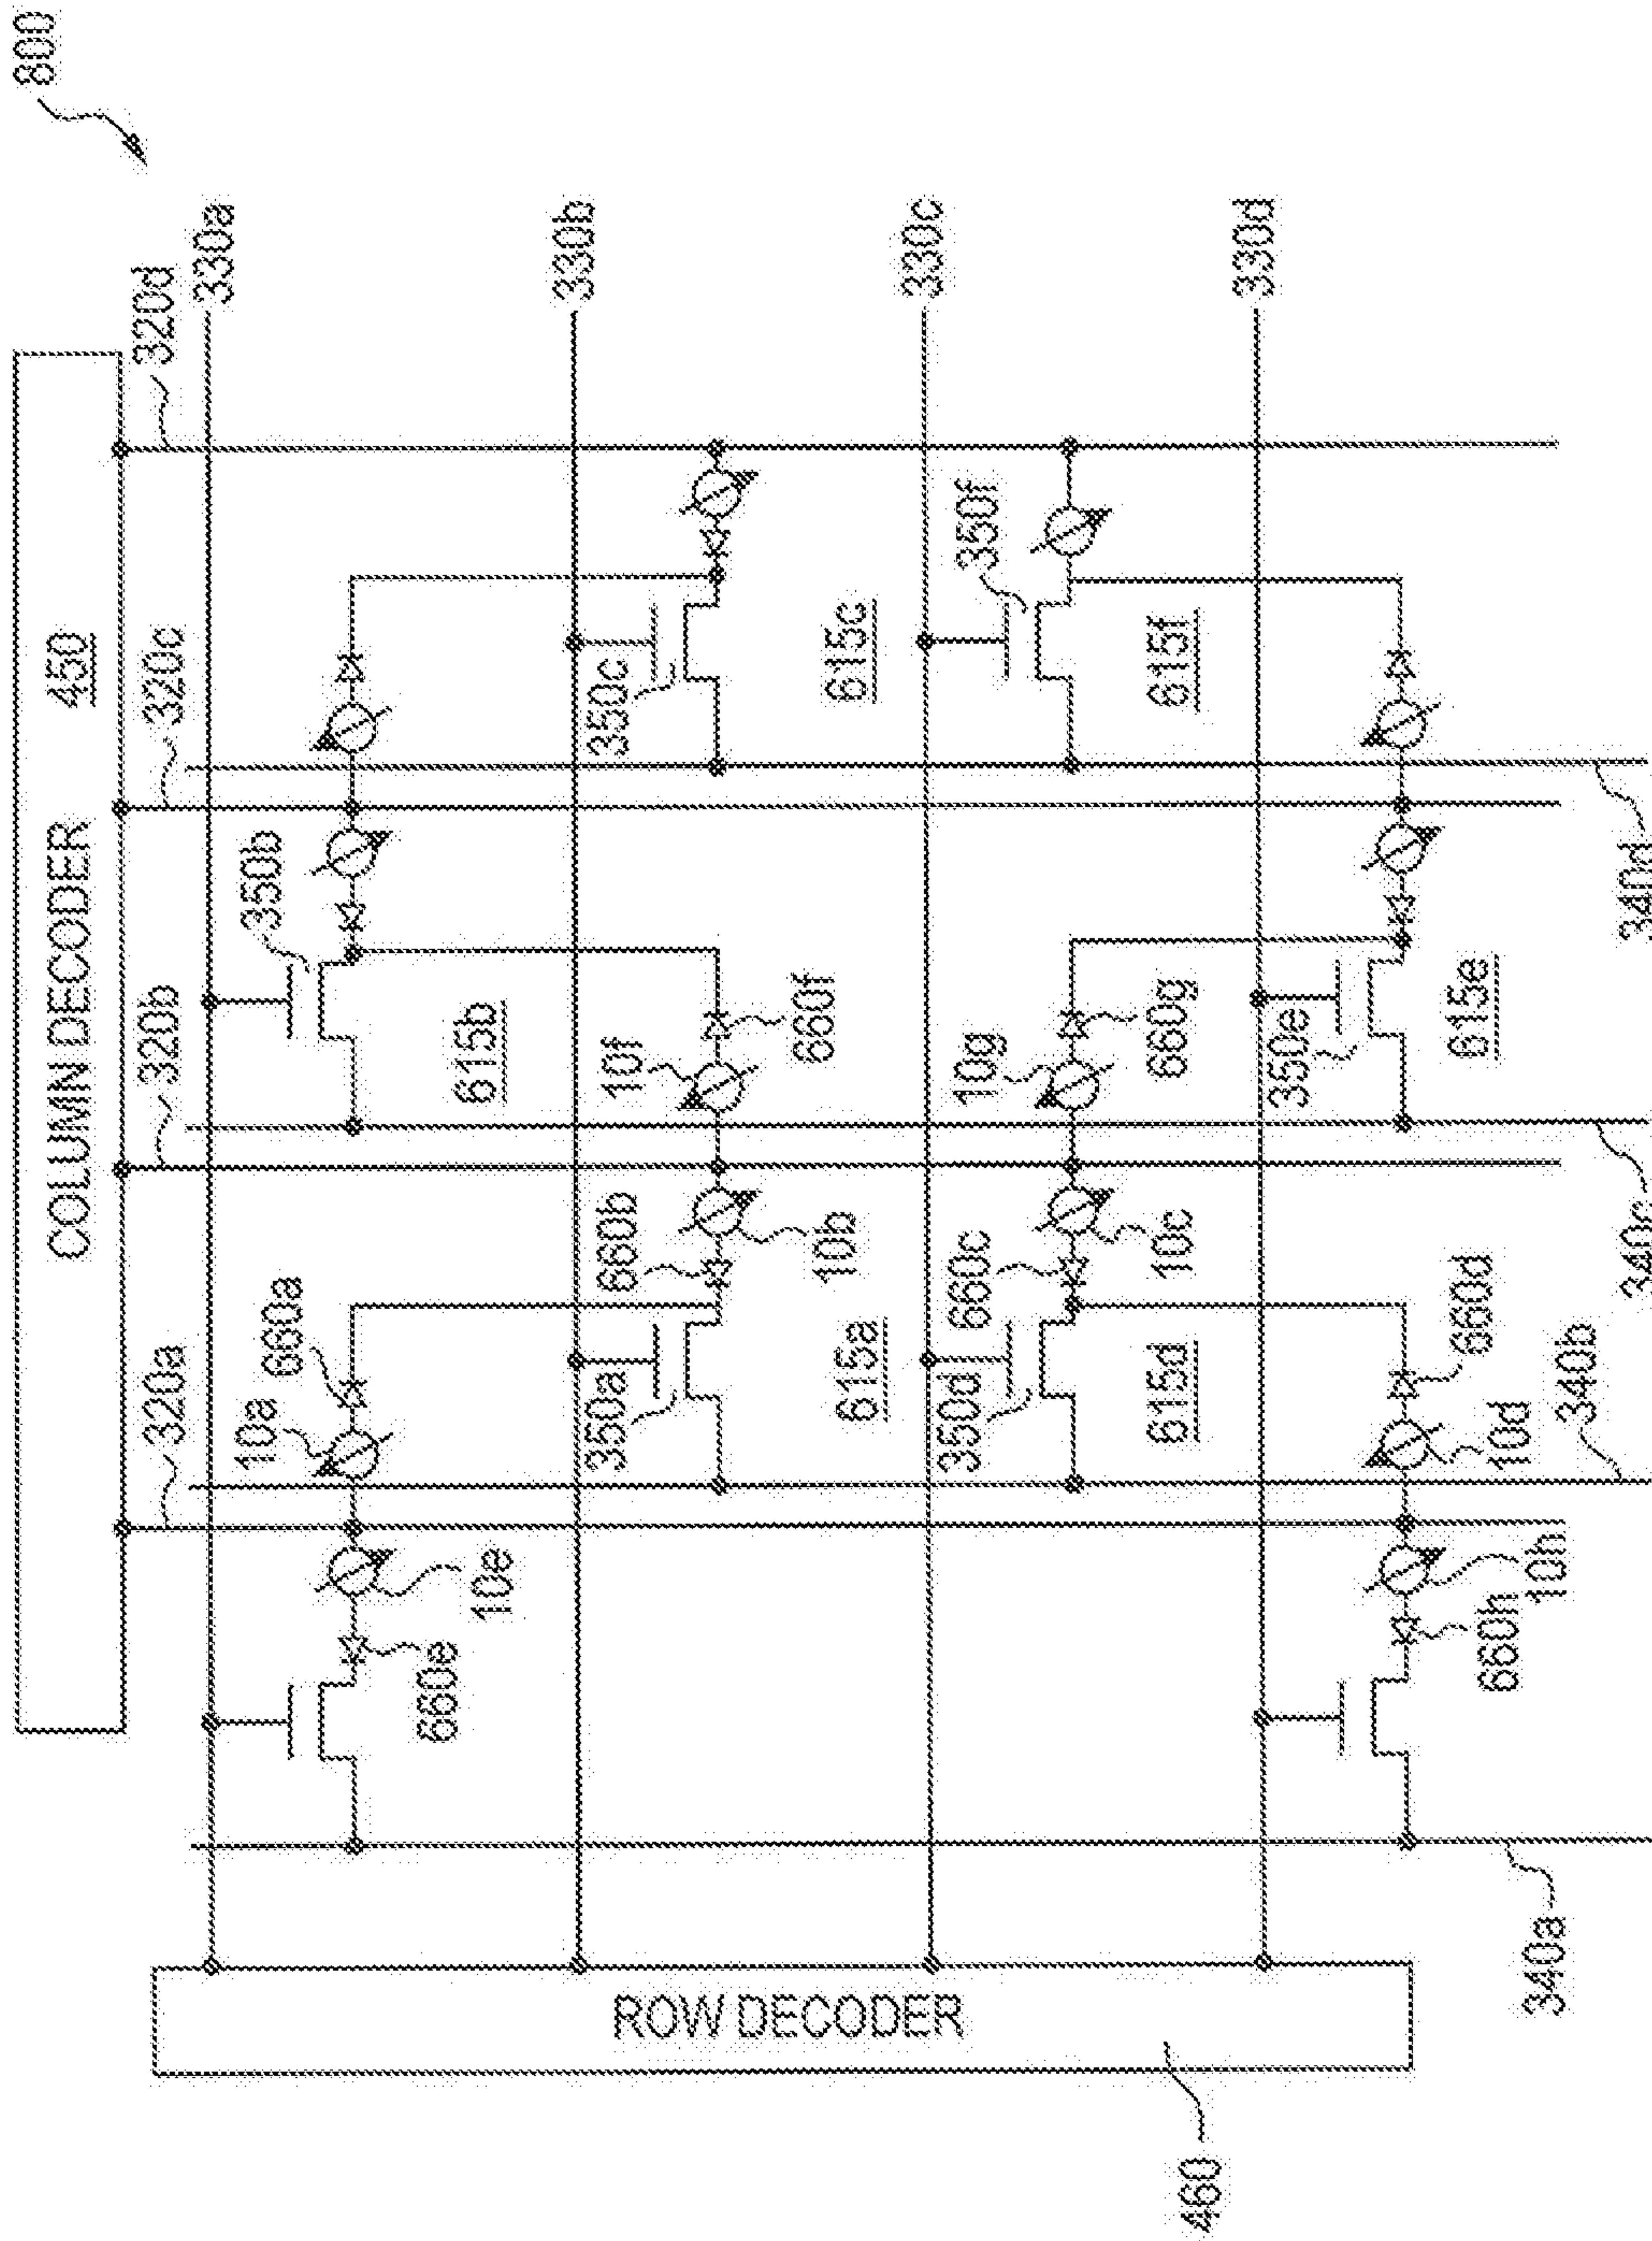 800
COLUMN DECODER
450
320a
320b
320c
320d
330a
10a
660a
350b
10e
660e
615b
330b
350a
660b
10b
10f
660f
350c
615a
615c
330c
350d
660c
10c
10g
660g
350f
615d
615f
10d
660d
350e
615e
330d
660h
10h
340a
340b
340c
340d
ROW DECODER
460